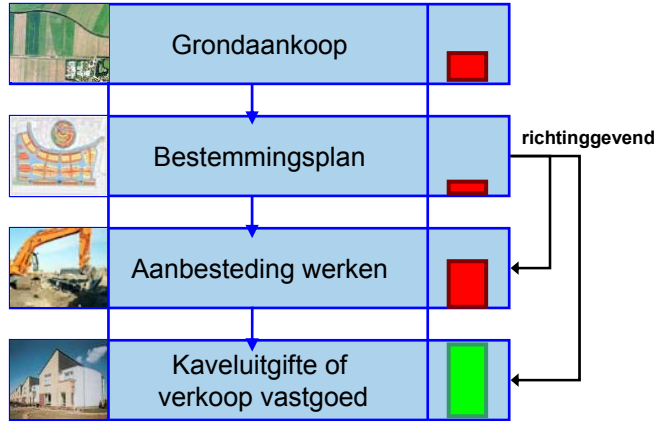 Grondaankoop
richtinggevend
Bestemmingsplan
Aanbesteding werken
Kaveluitgifte of
verkoop vastgoed